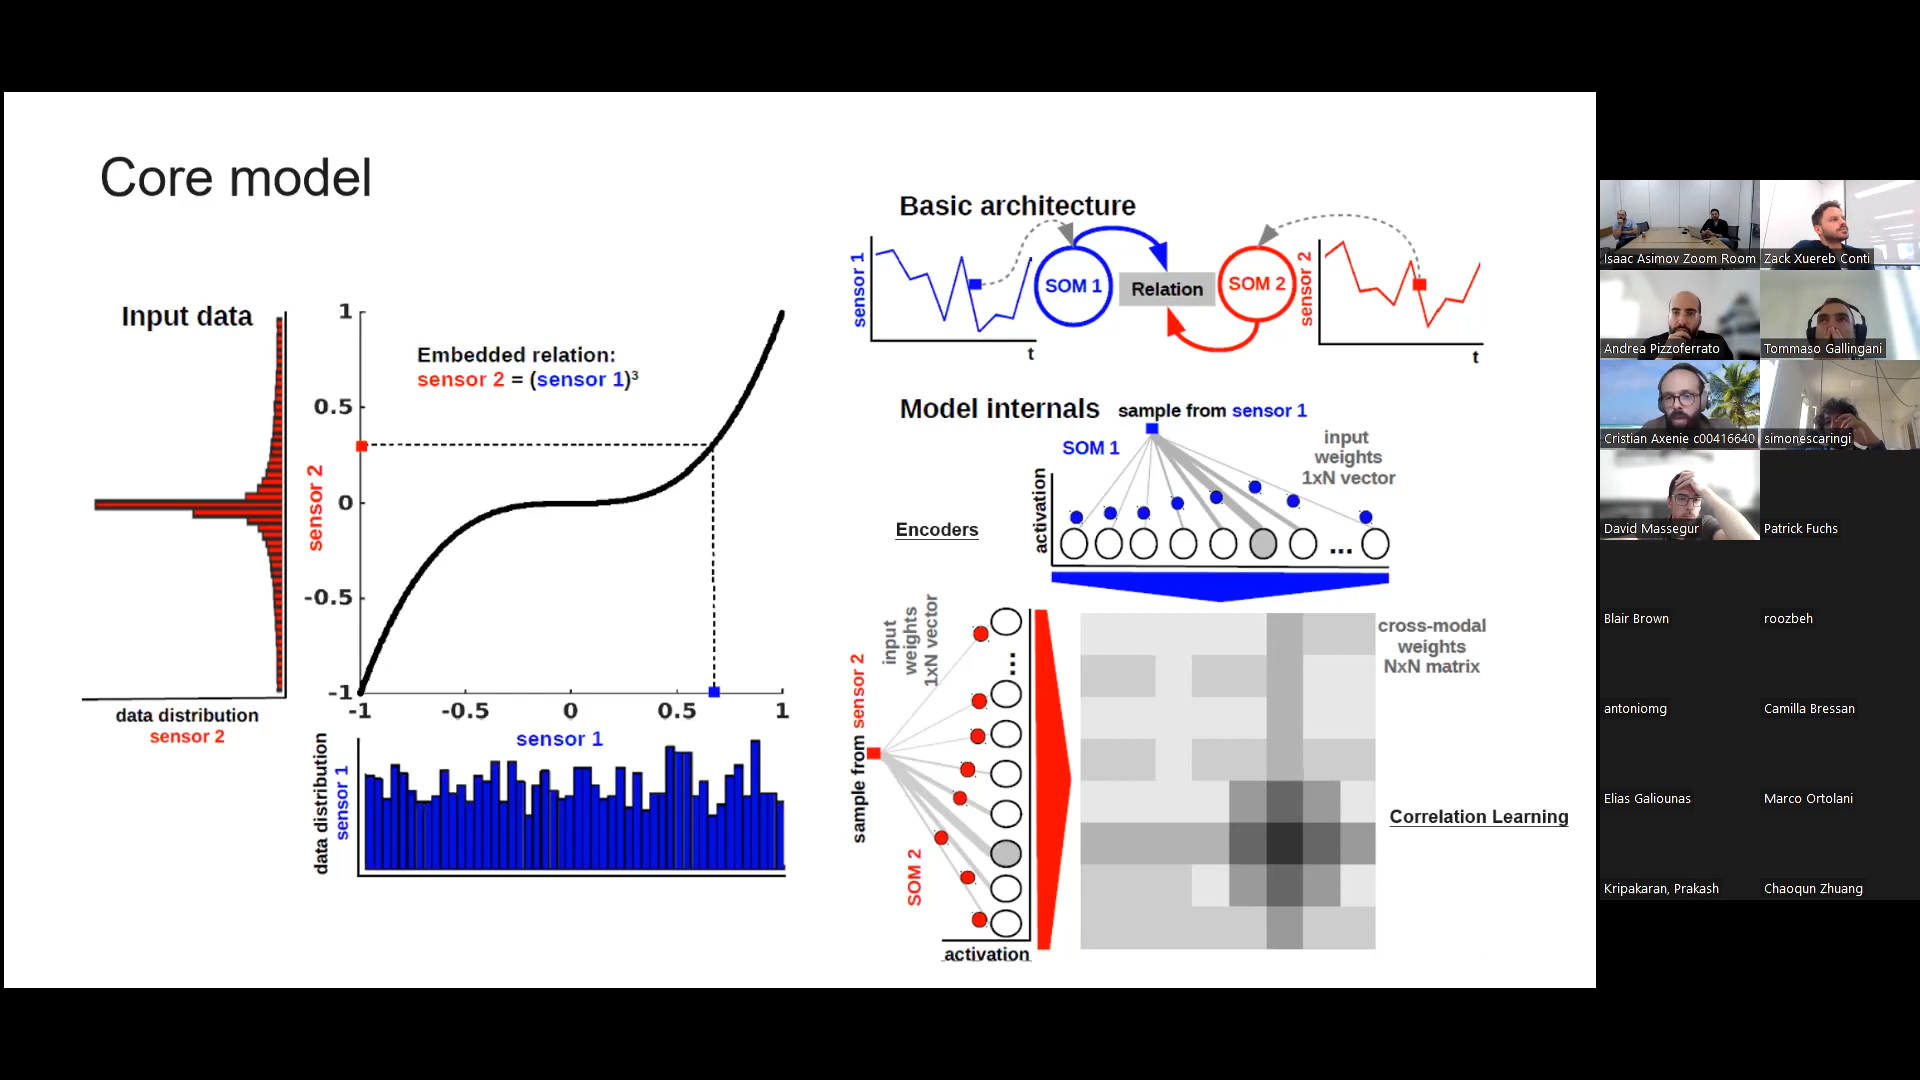 Core model
Input data
Embedded relation:
sensor 2 = (sensor 1)³
1
0.5
0
-0.5
-1
sensor 2
-1
-0.5
0
0.5
1
sensor 1
data distribution
sensor 2
data distribution
sensor 1
Basic architecture
sensor 1
t
SOM 1
Relation
SOM 2
sensor 2
t
Model internals
sample from sensor 1
SOM 1
input
weights
1xN vector
activation
...
Encoders
input
weights
1xN vector
...
sample from sensor 2
SOM 2
activation
cross-modal
weights
NxN matrix
Correlation Learning
Isaac Asimov Zoom Room
Zack Xuereb Conti
Andrea Pizzoferrato
Tommaso Gallingani
Cristian Axenie c00416640
simonescaringi
David Massegur
Patrick Fuchs
Blair Brown
roozbeh
antoniomg
Camilla Bressan
Elias Galiounas
Marco Ortolani
Kripakaran, Prakash
Chaoqun Zhuang